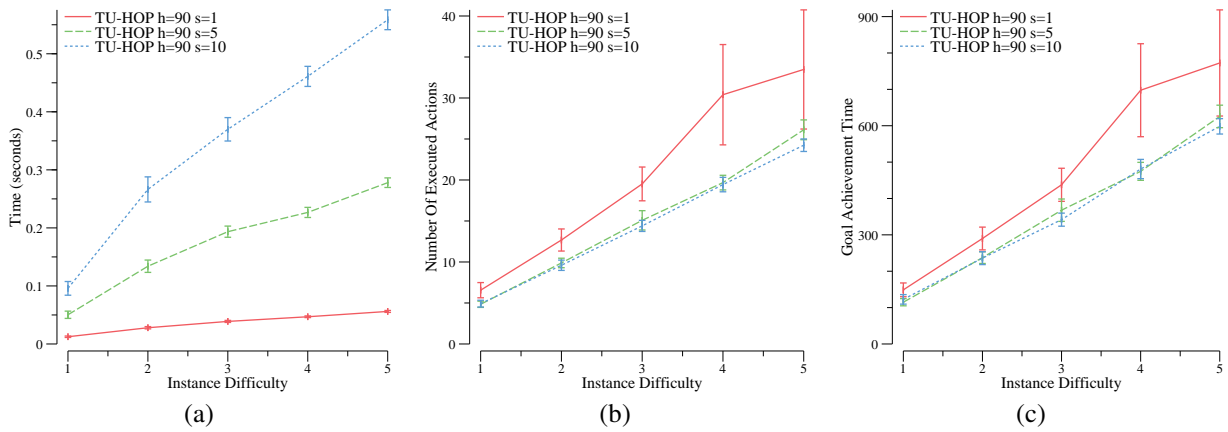 TU-HOP h=90 s=1
TU-HOP h=90 s=5
TU-HOP h=90 s=10
0.5
0.4
0.3
0.2
0.1
0
Time (seconds)
1 2 3 4 5
Instance Difficulty
(a)
TU-HOP h=90 s=1
TU-HOP h=90 s=5
TU-HOP h=90 s=10
40
30
20
10
0
Number Of Executed Actions
1 2 3 4 5
Instance Difficulty
(b)
TU-HOP h=90 s=1
TU-HOP h=90 s=5
TU-HOP h=90 s=10
900
600
300
0
Goal Achievement Time
1 2 3 4 5
Instance Difficulty
(c)